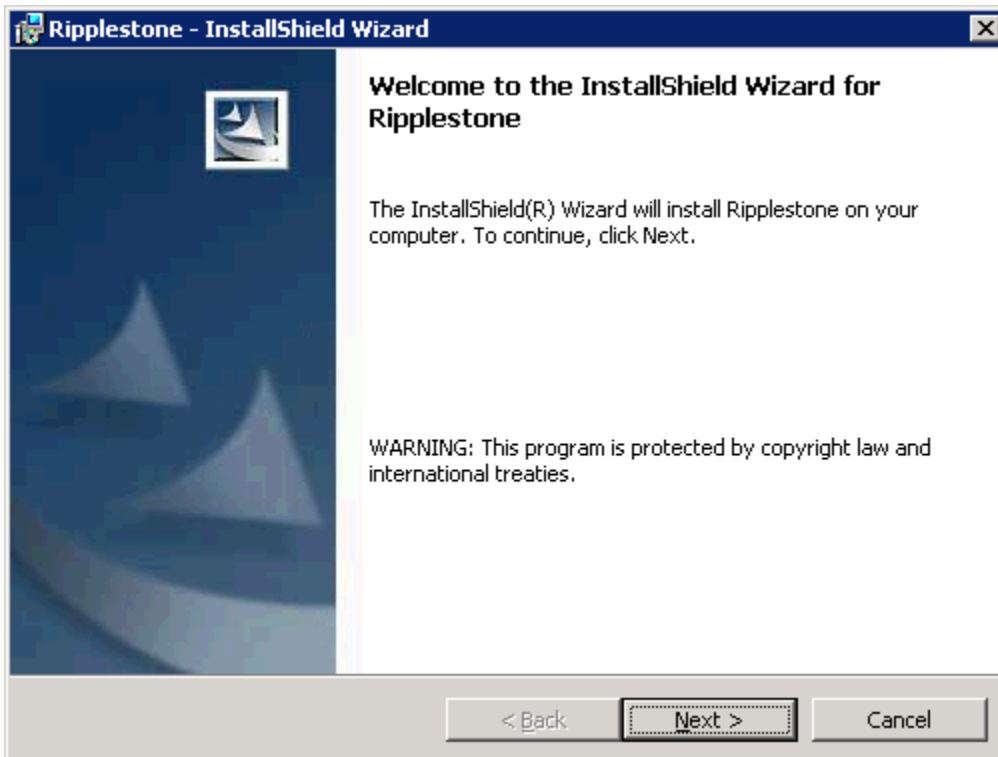 Ripplestone - InstallShield Wizard
Welcome to the InstallShield Wizard for
Ripplestone
The InstallShield(R) Wizard will install Ripplestone on your
computer. To continue, click Next.
WARNING: This program is protected by copyright law and
international treaties.
< Back
Next >
Cancel